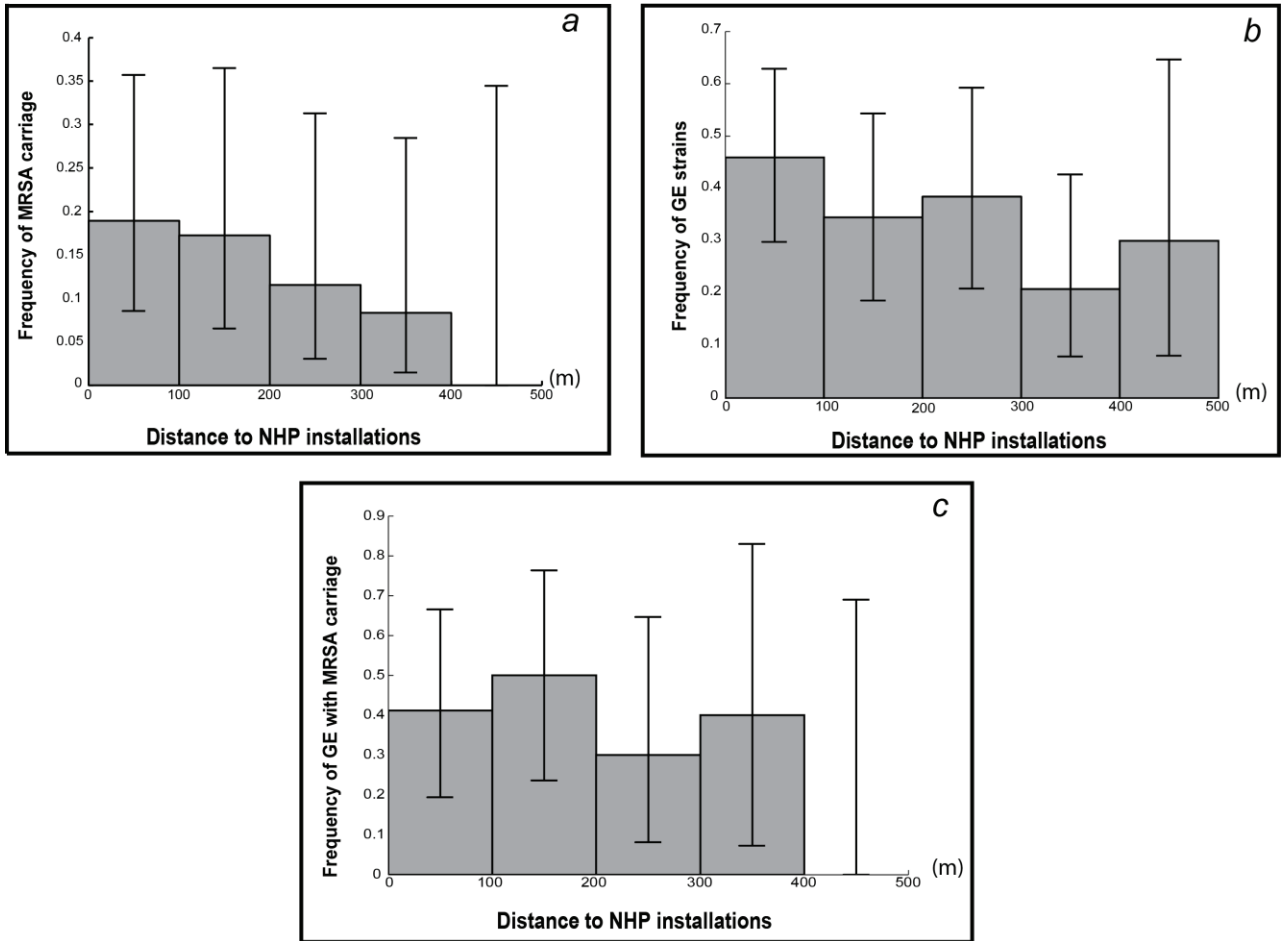 a
Frequency of MRSA carriage
0.4
0.35
0.3
0.25
0.2
0.15
0.1
0.05
0
0 100 200 300 400 500 (m)
Distance to NHP installations
b
Frequency of GE strains
0.7
0.6
0.5
0.4
0.3
0.2
0.1
0
0 100 200 300 400 500 (m)
Distance to NHP installations
c
Frequency of GE with MRSA carriage
0.9
0.8
0.7
0.6
0.5
0.4
0.3
0.2
0.1
0
0 100 200 300 400 500 (m)
Distance to NHP installations